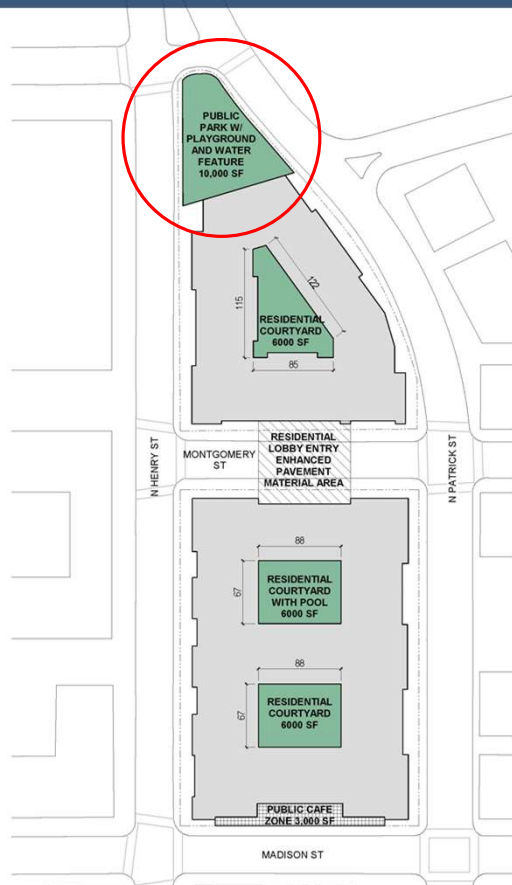 PUBLIC
PARK W/
PLAYGROUND
AND WATER
FEATURE
10,000 SF
122
115
RESIDENTIAL
COURTYARD
6000 SF
85
N HENRY ST
MONTGOMERY
ST
RESIDENTIAL
LOBBY ENTRY
ENHANCED
PAVEMENT
MATERIAL AREA
N PATRICK ST
88
67
RESIDENTIAL
COURTYARD
WITH POOL
6000 SF
88
67
RESIDENTIAL
COURTYARD
6000 SF
PUBLIC CAFE
ZONE 3,000 SF
MADISON ST